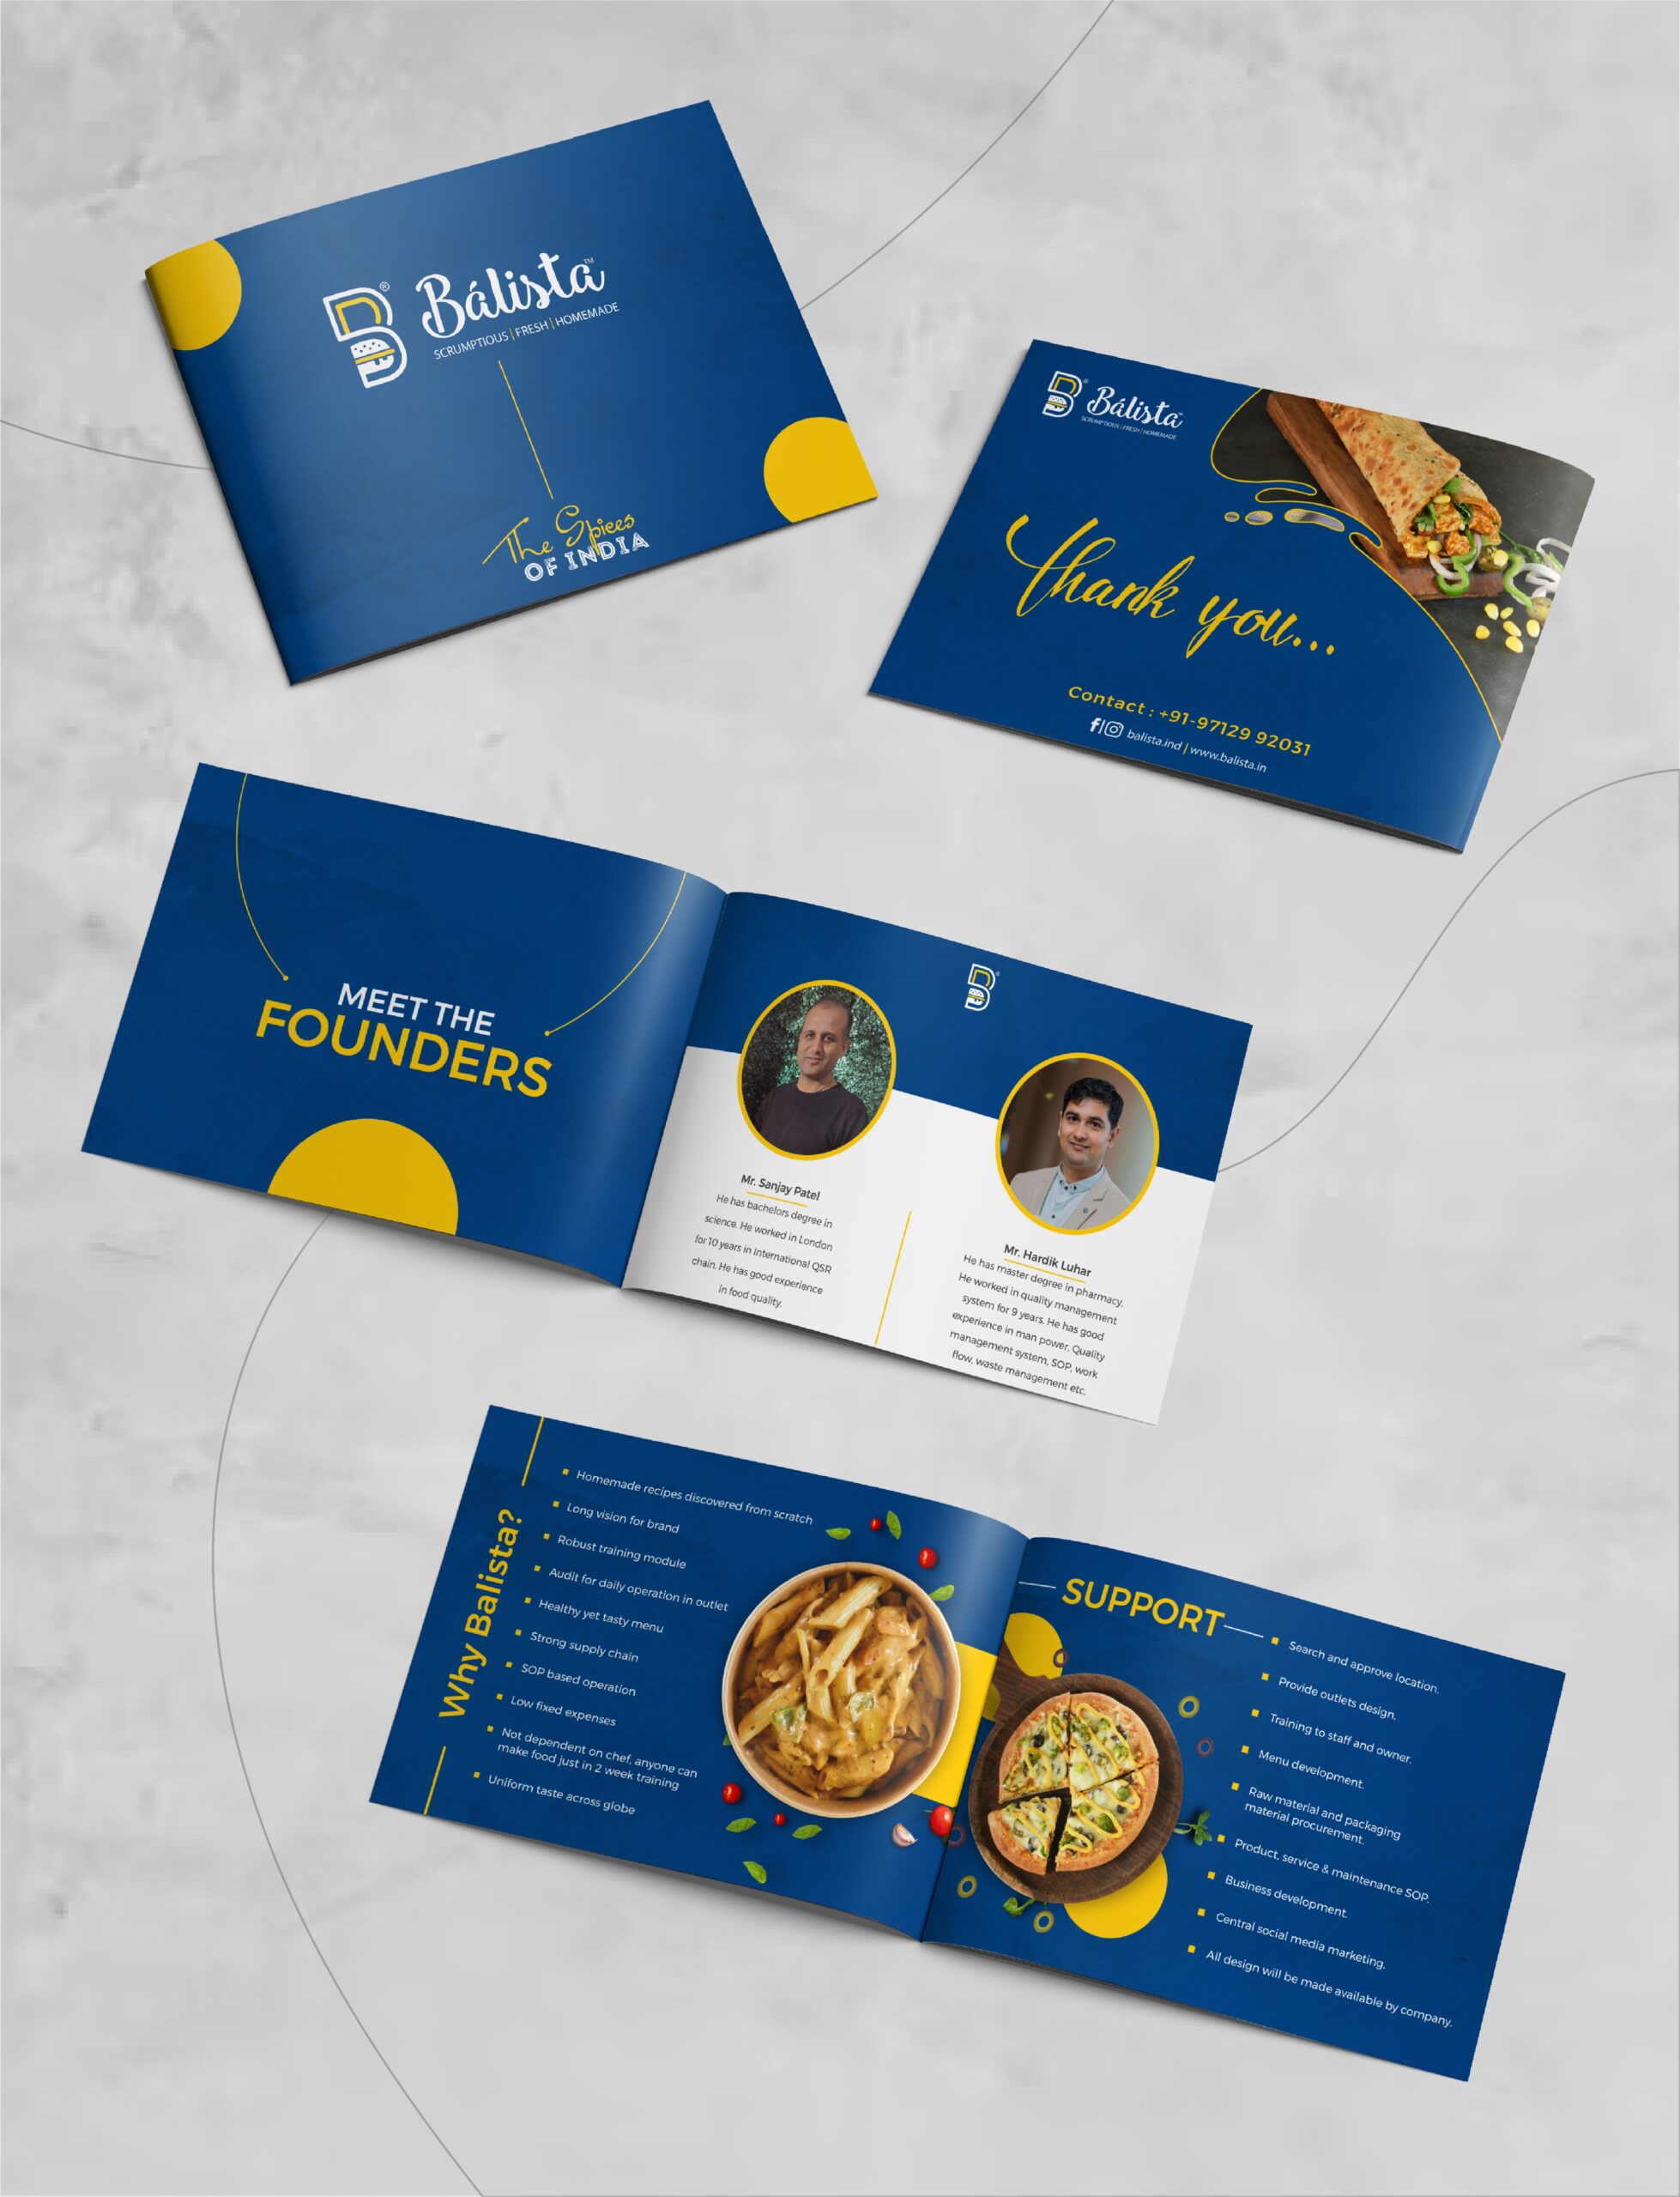 Bálista™
SCRUMPTIOUS | FRESH | HOMEMADE
The Spices
OF INDIA
Bálista™
SCRUMPTIOUS | FRESH | HOMEMADE
Thank you...
Contact : +91-97129 92031
balista.ind | www.balista.in
MEET THE
FOUNDERS
Mr. Sanjay Patel
He has bachelors degree in
science. He worked in London
for 10 years in International QSR
chain. He has good experience
in food quality.
Mr. Hardik Luhar
He has master degree in pharmacy.
He worked in quality management
system for 9 years. He has good
experience in man power, Quality
management system, SOP, work
flow, waste management etc.
Why Balista?
Homemade recipes discovered from scratch
Long vision for brand
Robust training module
Audit for daily operation in outlet
Healthy yet tasty menu
Strong supply chain
SOP based operation
Low fixed expenses
Not dependent on chef, anyone can
make food just in 2 week training
Uniform taste across globe
SUPPORT
Search and approve location.
Provide outlets design.
Training to staff and owner.
Menu development.
Raw material and packaging
material procurement.
Product, service & maintenance SOP.
Business development.
Central social media marketing.
All design will be made available by company.